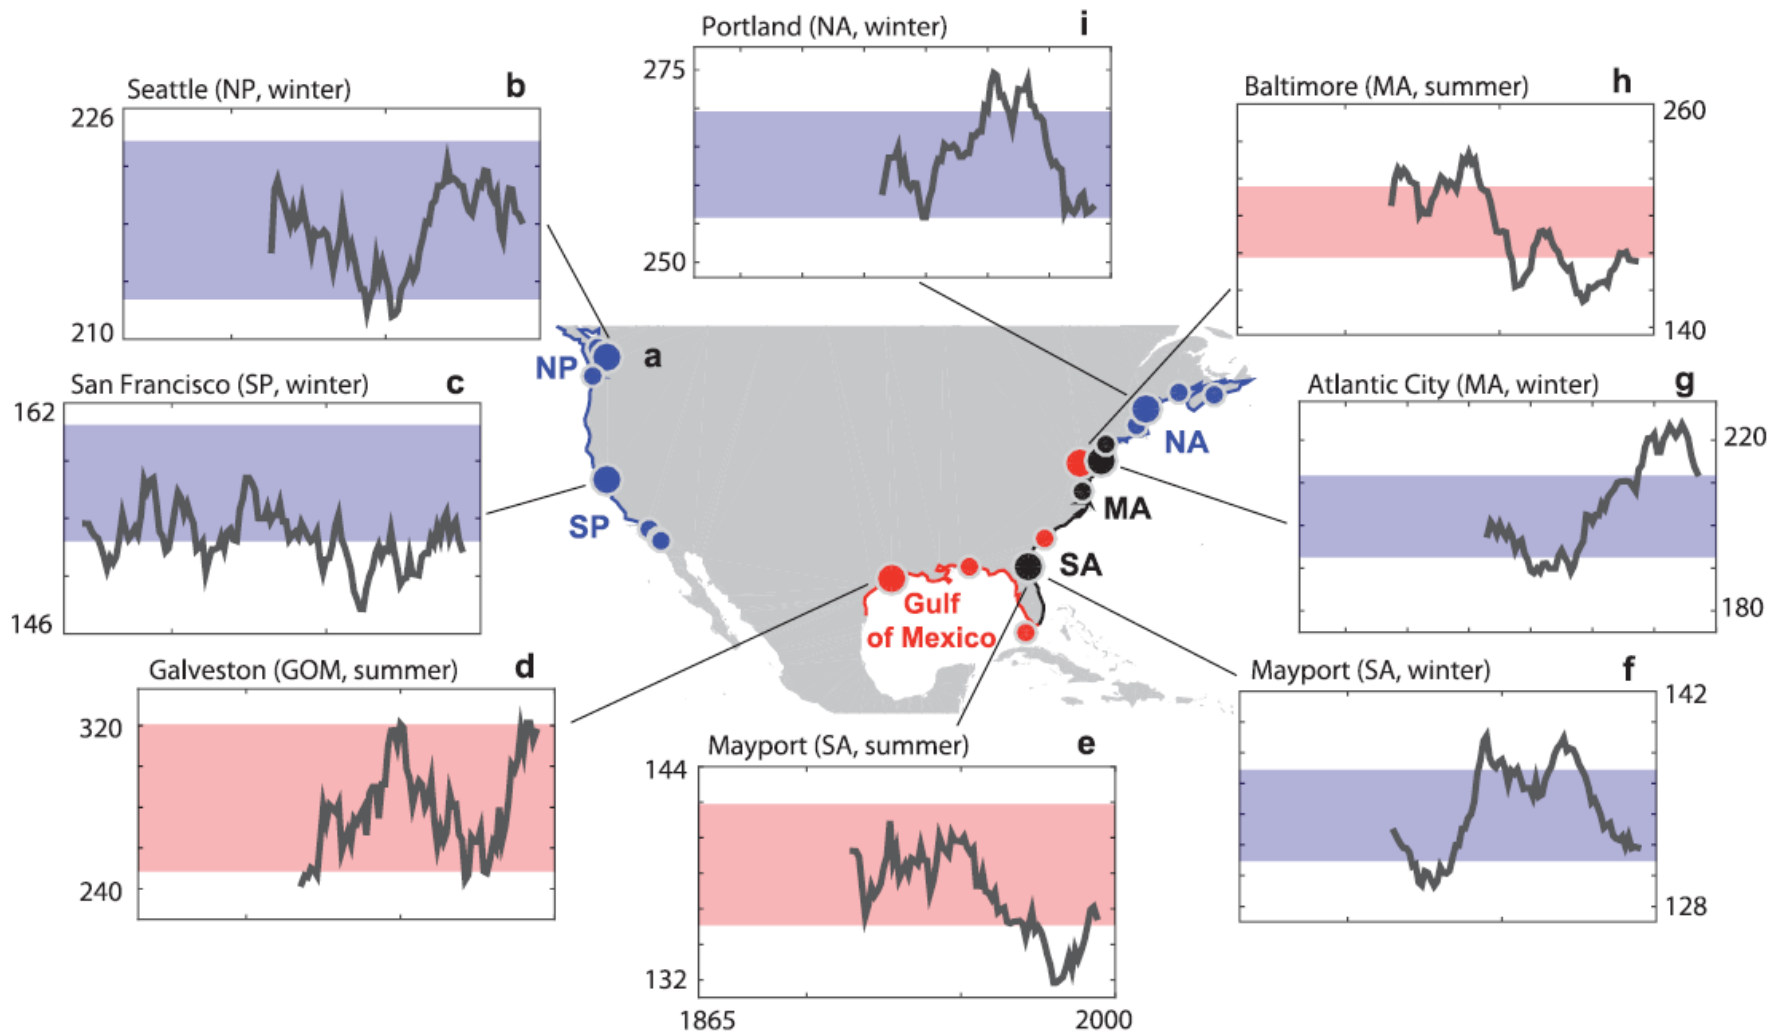 Portland (NA, winter)
i
275
250
Seattle (NP, winter)
b
226
210
Baltimore (MA, summer)
h
260
140
a
NP
San Francisco (SP, winter)
c
162
146
SP
NA
MA
SA
Gulf
of Mexico
Atlantic City (MA, winter)
g
220
180
Galveston (GOM, summer)
d
320
240
Mayport (SA, summer)
e
144
132
1865
2000
Mayport (SA, winter)
f
142
128